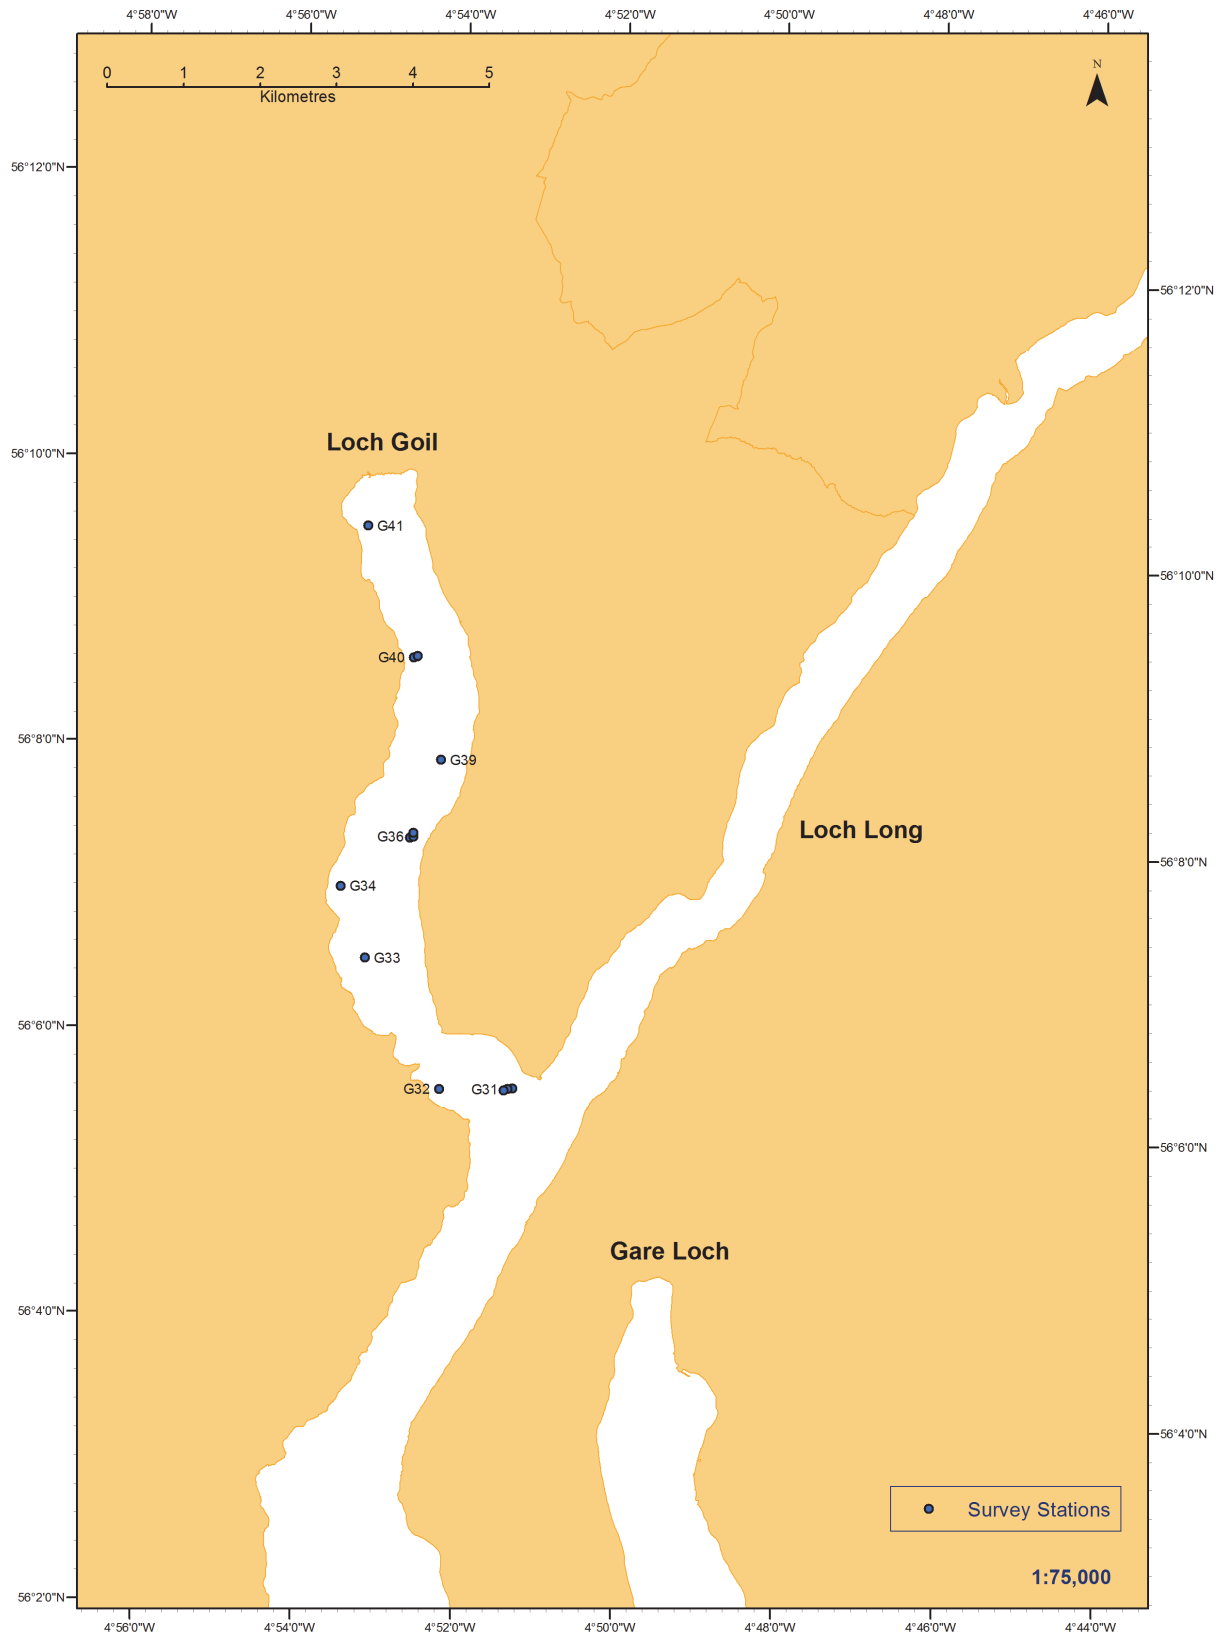 4°58'0"W 4°56'0"W 4°54'0"W 4°52'0"W 4°50'0"W 4°48'0"W 4°46'0"W
0 1 2 3 4 5
Kilometres
N
56°12'0"N
56°12'0"N
Loch Goil
56°10'0"N
G41
56°10'0"N
G40
56°8'0"N
G39
Loch Long
G36
56°8'0"N
G34
G33
56°6'0"N
G32 G31
56°6'0"N
Gare Loch
56°4'0"N
56°4'0"N
Survey Stations
1:75,000
56°2'0"N
4°56'0"W 4°54'0"W 4°52'0"W 4°50'0"W 4°48'0"W 4°46'0"W 4°44'0"W